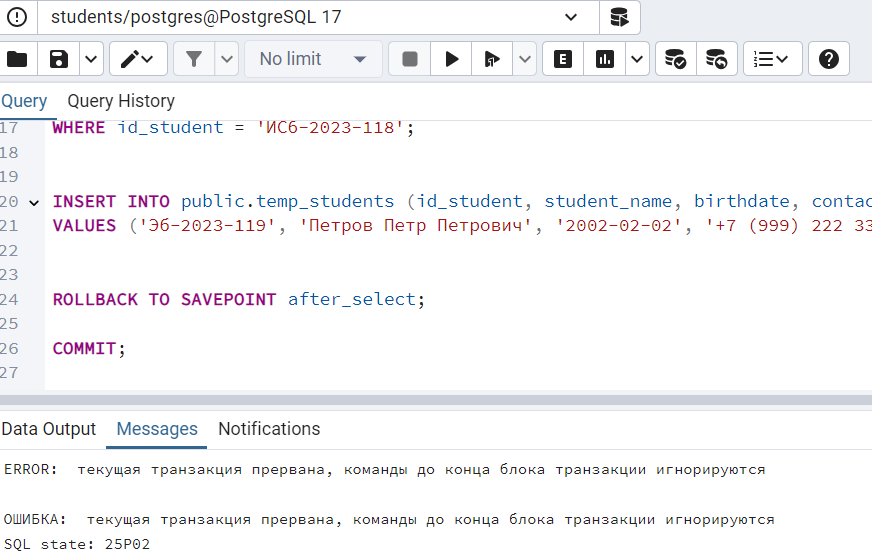 students/postgres@PostgreSQL 17
No limit
E
Query Query History
17 WHERE id_student = 'ИСб-2023-118';
18
19
20 INSERT INTO public.temp_students (id_student, student_name, birthdate, contac
21 VALUES ('Эб-2023-119', 'Петров Петр Петрович', '2002-02-02', '+7 (999) 222 33
22
23
24 ROLLBACK TO SAVEPOINT after_select;
25
26 COMMIT;
27
Data Output Messages Notifications
ERROR: текущая транзакция прервана, команды до конца блока транзакции игнорируются
ОШИБКА: текущая транзакция прервана, команды до конца блока транзакции игнорируются
SQL state: 25P02